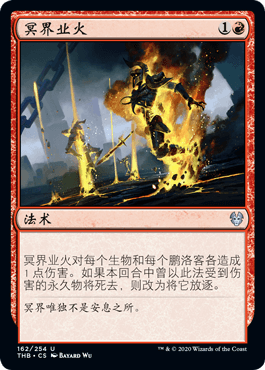 冥界业火 1
法术
冥界业火对每个生物和每个鹏洛客各造成
1点伤害。如果本回合中曾以此法受到伤
害的永久物将死去，则改为将它放逐。
冥界唯独不是安息之所。
162/254 U
THB • CS BAYARD WU
™ & © 2020 Wizards of the Coast